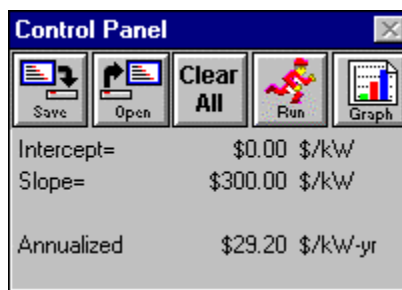 Control Panel
Save Open Clear All Run Graph
Intercept= $0.00 $/kW
Slope= $300.00 $/kW
Annualized $29.20 $/kW-yr